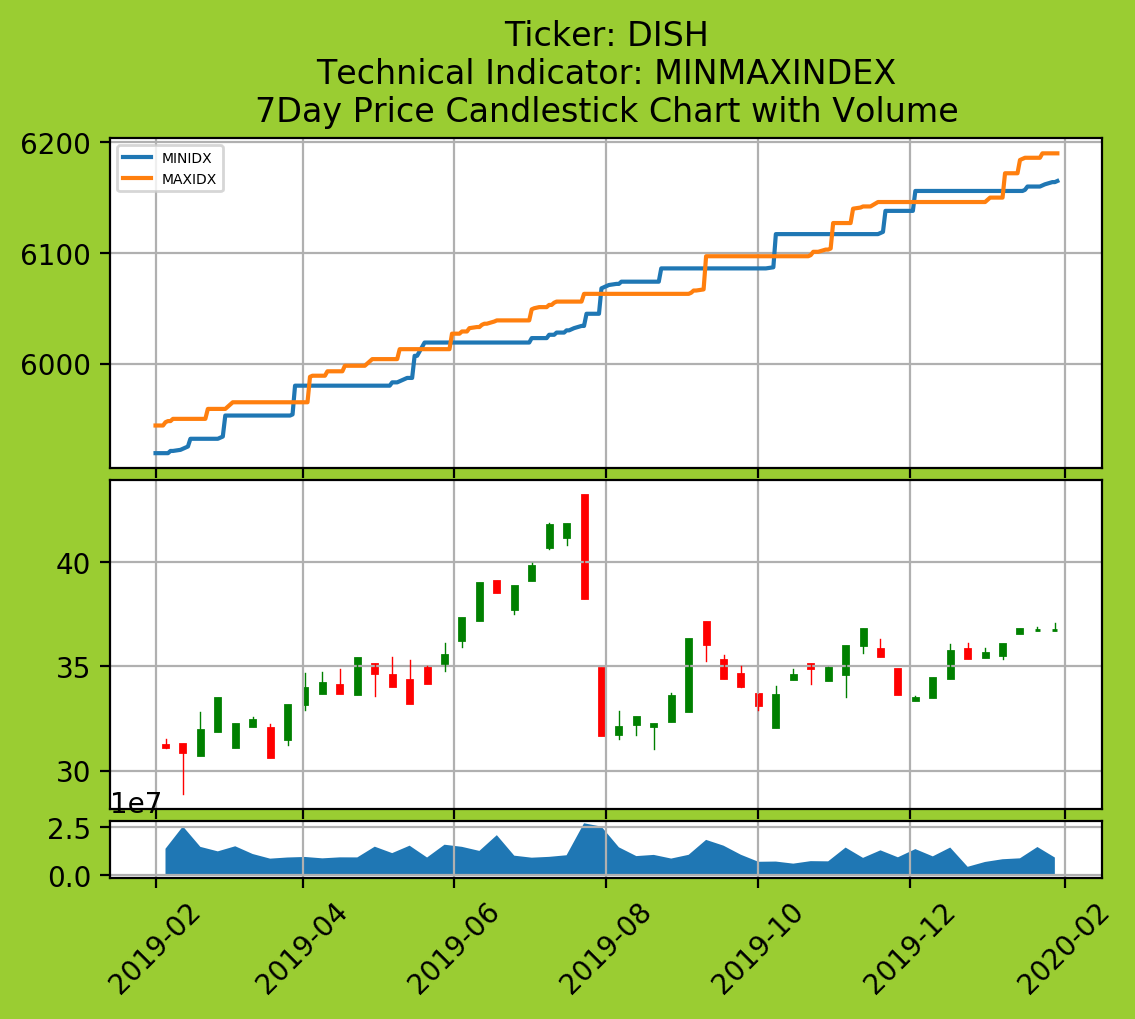 Ticker: DISH
Technical Indicator: MINMAXINDEX
7Day Price Candlestick Chart with Volume
6200
6100
6000
MINIDX
MAXIDX
40
35
30
1e7
2.5
0.0
2019-02
2019-04
2019-06
2019-08
2019-10
2019-12
2020-02